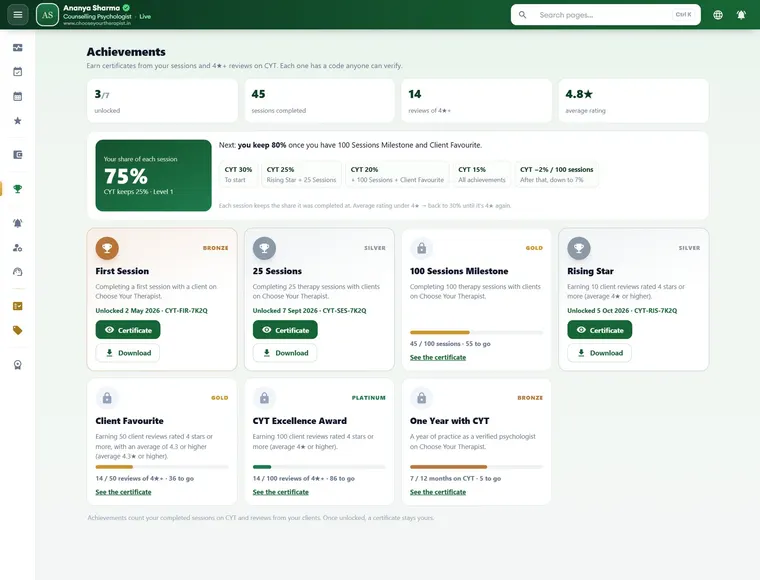 AS
Ananya Sharma
Counselling Psychologist · Live
www.chooseyourtherapist.in
Search pages...
Ctrl K
Achievements
Earn certificates from your sessions and 4★+ reviews on CYT. Each one has a code anyone can verify.
3/7
unlocked
45
sessions completed
14
reviews of 4★+
4.8★
average rating
Your share of each session
75%
CYT keeps 25% · Level 1
Next: you keep 80% once you have 100 Sessions Milestone and Client Favourite.
CYT 30%
To start
CYT 25%
Rising Star + 25 Sessions
CYT 20%
+ 100 Sessions + Client Favourite
CYT 15%
All achievements
CYT −2% / 100 sessions
After that, down to 7%
Each session keeps the share it was completed at. Average rating under 4★ → back to 30% until it's 4★ again.
BRONZE
First Session
Completing a first session with a client on
Choose Your Therapist.
Unlocked 2 May 2026 · CYT-FIR-7K2Q
Certificate
Download
SILVER
25 Sessions
Completing 25 therapy sessions with clients
on Choose Your Therapist.
Unlocked 7 Sept 2026 · CYT-SES-7K2Q
Certificate
Download
GOLD
100 Sessions Milestone
Completing 100 therapy sessions with clients
on Choose Your Therapist.
45 / 100 sessions · 55 to go
See the certificate
SILVER
Rising Star
Earning 10 client reviews rated 4 stars or
more (average 4★ or higher).
Unlocked 5 Oct 2026 · CYT-RIS-7K2Q
Certificate
Download
GOLD
Client Favourite
Earning 50 client reviews rated 4 stars or
more, with an average of 4.3 or higher
(average 4.3★ or higher).
14 / 50 reviews of 4★+ · 36 to go
See the certificate
PLATINUM
CYT Excellence Award
Earning 100 client reviews rated 4 stars or
more (average 4★ or higher).
14 / 100 reviews of 4★+ · 86 to go
See the certificate
BRONZE
One Year with CYT
A year of practice as a verified psychologist
on Choose Your Therapist.
7 / 12 months on CYT · 5 to go
See the certificate
Achievements count your completed sessions on CYT and reviews from your clients. Once unlocked, a certificate stays yours.